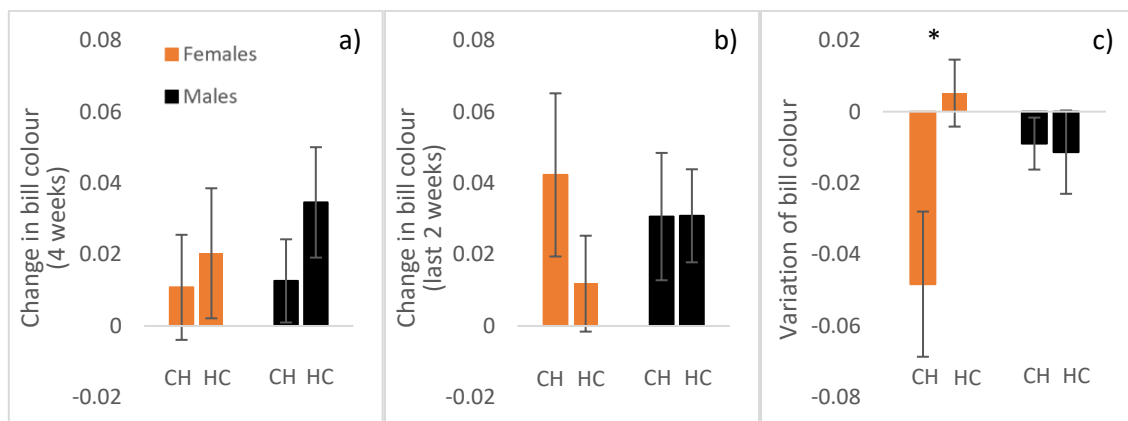 a)
Change in bill colour
(4 weeks)
0.08
0.06
0.04
0.02
0
-0.02
Females
Males
CH HC CH HC
b)
Change in bill colour
(last 2 weeks)
0.08
0.06
0.04
0.02
0
-0.02
CH HC CH HC
c)
Variation of bill colour
0.02
0
-0.02
-0.04
-0.06
-0.08
*
CH HC CH HC